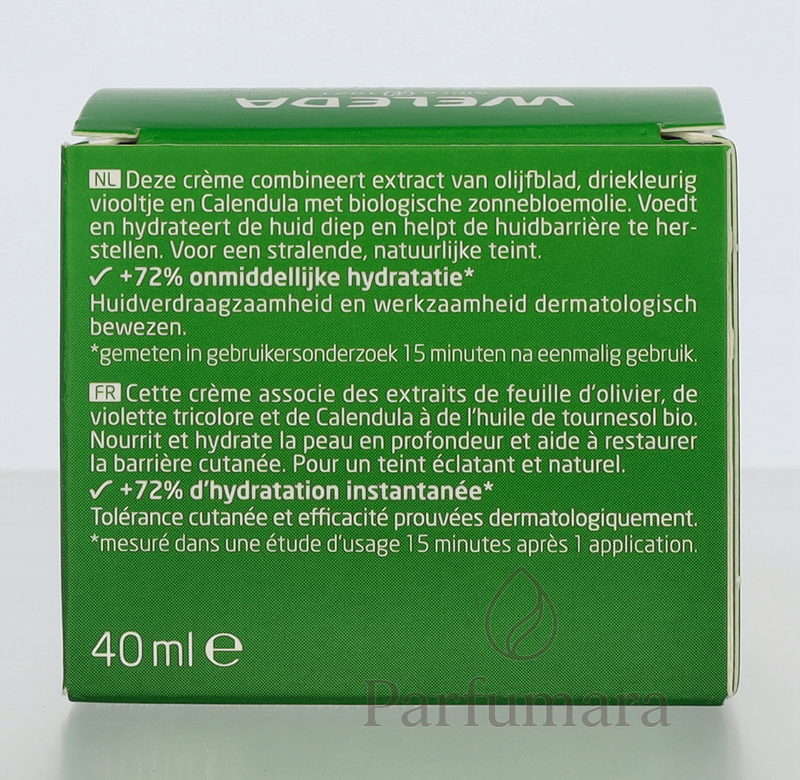 WELEDA
NL Deze crème combineert extract van olijfblad, driekleurig
viooltje en Calendula met biologische zonnebloemolie. Voedt
en hydrateert de huid diep en helpt de huidbarrière te her-
stellen. Voor een stralende, natuurlijke teint.
✓ +72% onmiddellijke hydratatie*
Huidverdraagzaamheid en werkzaamheid dermatologisch
bewezen.
*gemeten in gebruikersonderzoek 15 minuten na eenmalig gebruik.
FR Cette crème associe des extraits de feuille d'olivier, de
violette tricolore et de Calendula à de l'huile de tournesol bio.
Nourrit et hydrate la peau en profondeur et aide à restaurer
la barrière cutanée. Pour un teint éclatant et naturel.
✓ +72% d'hydratation instantanée*
Tolérance cutanée et efficacité prouvées dermatologiquement.
*mesuré dans une étude d'usage 15 minutes après 1 application.
40 ml ℮
Parfumara